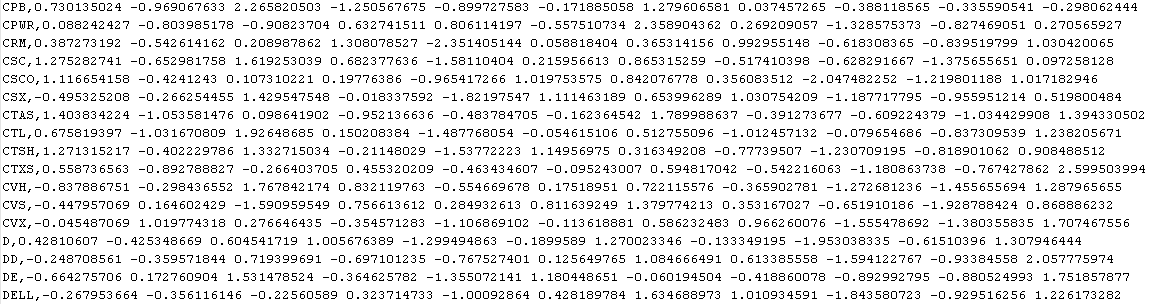 CPB,0.730135024 -0.969067633 2.265820503 -1.250567675 -0.899727583 -0.171885058 1.279606581 0.037457265 -0.388118565 -0.335590541 -0.298062444
CPWR,0.088242427 -0.803985178 -0.90823704 0.632741511 0.806114197 -0.557510734 2.358904362 0.269209057 -1.328575373 -0.827469051 0.270565927
CRM,0.387273192 -0.542614162 0.208987862 1.308078527 -2.351405144 0.058818404 0.365314156 0.992955148 -0.618308365 -0.839519799 1.030420065
CSC,1.275282741 -0.652981758 1.619253039 0.682377636 -1.58110404 0.215956613 0.865315259 -0.517410398 -0.628291667 -1.375655651 0.097258128
CSCO,1.116654158 -0.4241243 0.107310221 0.19776386 -0.965417266 1.019753575 0.842076778 0.356083512 -2.047482252 -1.219801188 1.017182946
CSX,-0.495325208 -0.266254455 1.429547548 -0.018337592 -1.82197547 1.111463189 0.653996289 1.030754209 -1.187717795 -0.955951214 0.519800484
CTAS,1.403834224 -1.053581476 0.098641902 -0.952136636 -0.483784705 -0.162364542 1.789988637 -0.391273677 -0.609224379 -1.034429908 1.394330502
CTL,0.675819397 -1.031670809 1.92648685 0.150208384 -1.487768054 -0.054615106 0.512755096 -1.012457132 -0.079654686 -0.837309539 1.238205671
CTSH,1.271315217 -0.402229786 1.332715034 -0.21148029 -1.53772223 1.14956975 0.316349208 -0.77739507 -1.230709195 -0.818901062 0.908488512
CTXS,0.558736563 -0.892788827 -0.266403705 0.455320209 -0.463434607 -0.095243007 0.594817042 -0.542216063 -1.180863738 -0.767427862 2.599503994
CVH,-0.837886751 -0.298436552 1.767842174 0.832119763 -0.554669678 0.17518951 0.722115576 -0.365902781 -1.272681236 -1.455655694 1.287965655
CVS,-0.447957069 0.164602429 -1.590959549 0.756613612 0.284932613 0.811639249 1.379774213 0.353167027 -0.651910186 -1.928788424 0.868886232
CVX,-0.045487069 1.019774318 0.276646435 -0.354571283 -1.106869102 -0.113618881 0.586232483 0.966260076 -1.555478692 -1.380355835 1.707467556
D,0.42810607 -0.425348669 0.604541719 1.005676389 -1.299494863 -0.1899589 1.270023346 -0.133349195 -1.953038335 -0.61510396 1.307946444
DD,-0.248708561 -0.359571844 0.719399691 -0.697101235 -0.767527401 0.125649765 1.084666491 0.613385558 -1.594122767 -0.93384558 2.057775974
DE,-0.664275706 0.172760904 1.531478524 -0.364625782 -1.355072141 1.180448651 -0.060194504 -0.418860078 -0.892992795 -0.880524993 1.751857877
DELL,-0.267953664 -0.356116146 -0.22560589 0.323714733 -1.00092864 0.428189784 1.634688973 1.010934591 -1.843580723 -0.929516256 1.226173282